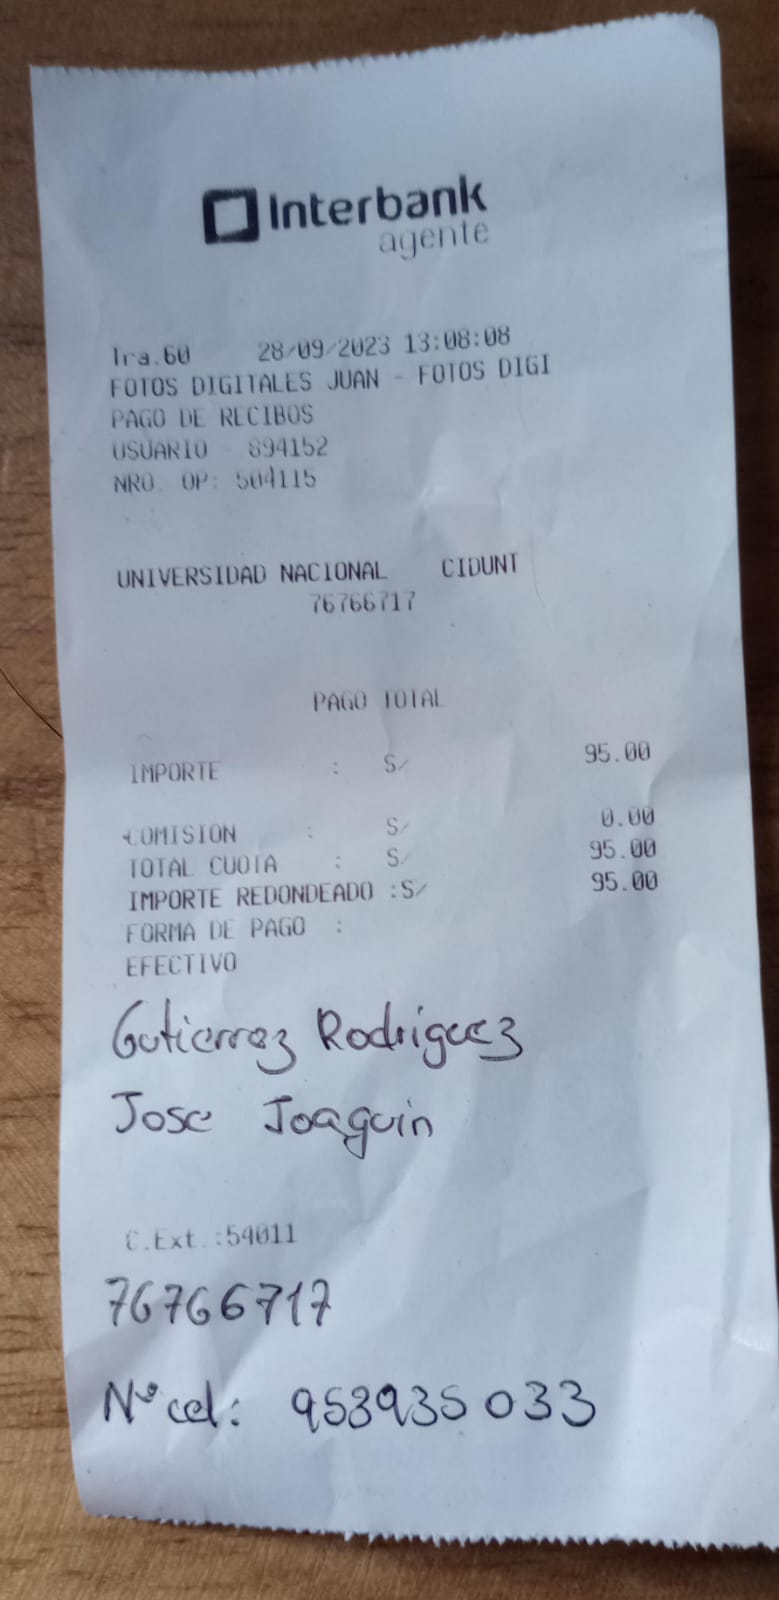 Interbank
agente
Tra.60 28/09/2023 13:08:08
FOTOS DIGITALES JUAN - FOTOS DIGI
PAGO DE RECIBOS
USUARIO - 894152
NRO. OP: 504115
UNIVERSIDAD NACIONAL CIDUNT
76766717
PAGO TOTAL
IMPORTE : S/ 95.00
COMISION : S/ 0.00
TOTAL CUOTA : S/ 95.00
IMPORTE REDONDEADO :S/ 95.00
FORMA DE PAGO :
EFECTIVO
Gutierrez Rodriguez
Jose Joaquin
C.Ext.:54011
76766717
N° cel: 953935033